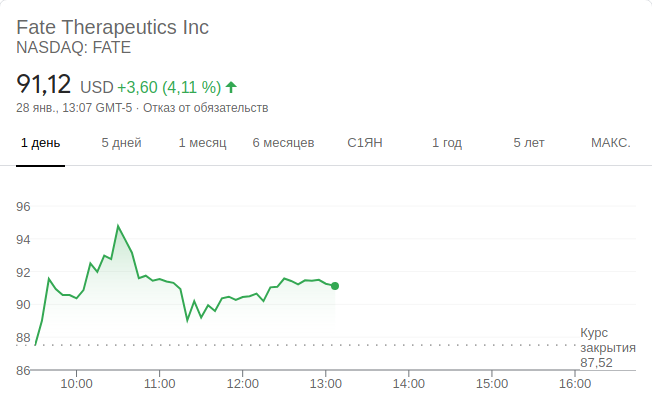 Fate Therapeutics Inc
NASDAQ: FATE
91,12 USD +3,60 (4,11 %)
28 янв., 13:07 GMT-5 · Отказ от обязательств
1 день 5 дней 1 месяц 6 месяцев С1ЯН 1 год 5 лет МАКС.
96
94
92
90
88
86
Курс
закрытия
87,52
10:00 11:00 12:00 13:00 14:00 15:00 16:00